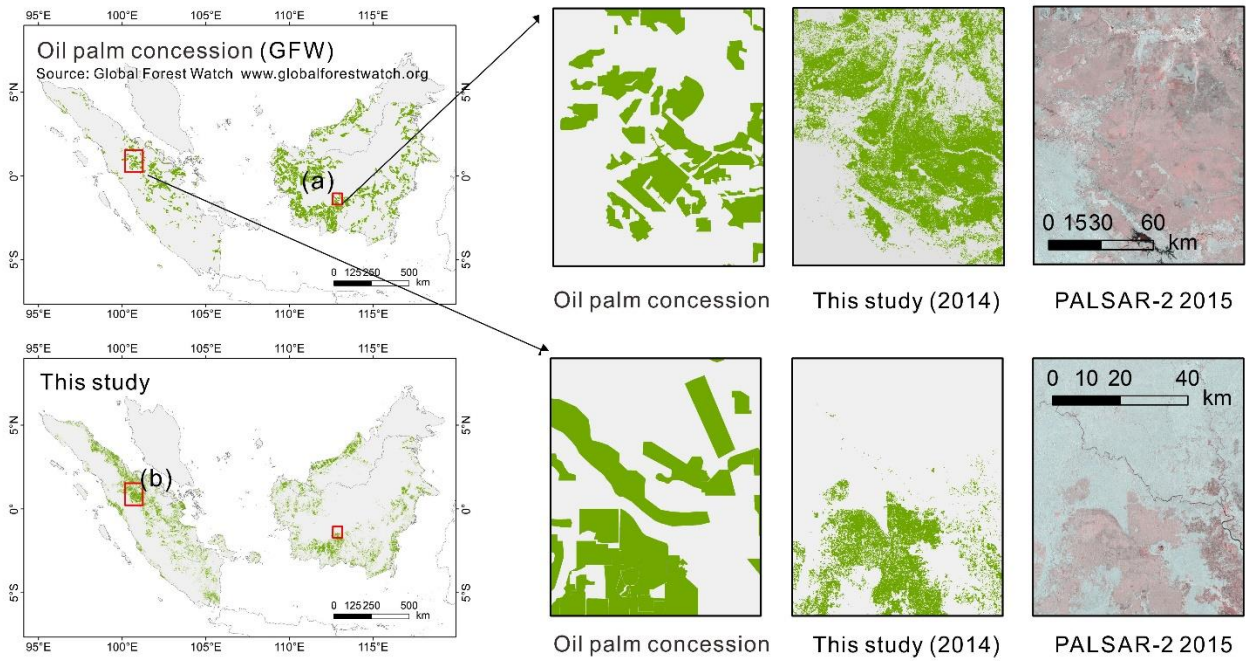 95°E 100°E 105°E 110°E 115°E
Oil palm concession (GFW)
Source: Global Forest Watch www.globalforestwatch.org
5°N
5°N
0°
0°
5°S
5°S
(a)
0 125 250 500
km
95°E 100°E 105°E 110°E 115°E
0 15 30 60
km
Oil palm concession
This study (2014)
PALSAR-2 2015
95°E 100°E 105°E 110°E 115°E
This study
5°N
5°N
(b)
0°
0°
5°S
5°S
0 125 250 500
km
95°E 100°E 105°E 110°E 115°E
0 10 20 40
km
Oil palm concession
This study (2014)
PALSAR-2 2015